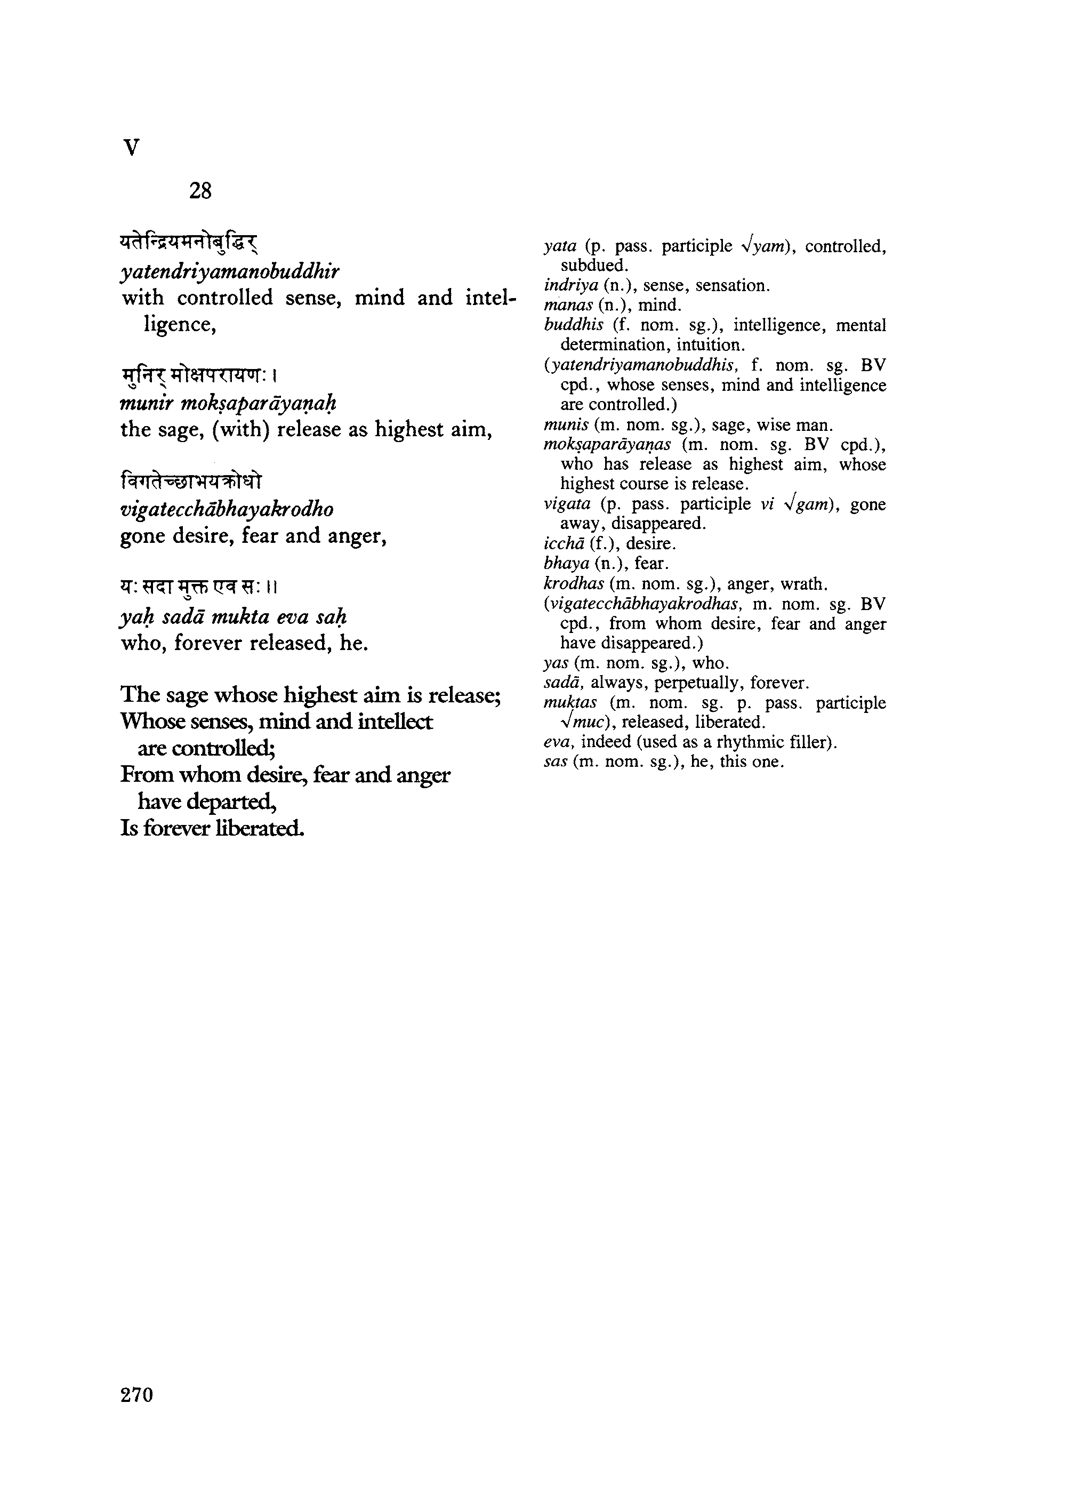 V
28
यतेन्द्रियमनोबुद्धिर्
yatendriyamanobuddhir
with controlled sense, mind and intel-
ligence,
मुनिर् मोक्षपरायणः ।
munir mokṣaparāyaṇaḥ
the sage, (with) release as highest aim,
विगतेच्छाभयक्रोधो
vigatecchābhayakrodho
gone desire, fear and anger,
यः सदा मुक्त एव सः ।।
yaḥ sadā mukta eva saḥ
who, forever released, he.
The sage whose highest aim is release;
Whose senses, mind and intellect
are controlled;
From whom desire, fear and anger
have departed,
Is forever liberated.
yata (p. pass. participle √yam), controlled,
subdued.
indriya (n.), sense, sensation.
manas (n.), mind.
buddhis (f. nom. sg.), intelligence, mental
determination, intuition.
(yatendriyamanobuddhis, f. nom. sg. BV
cpd., whose senses, mind and intelligence
are controlled.)
munis (m. nom. sg.), sage, wise man.
mokṣaparāyaṇas (m. nom. sg. BV cpd.),
who has release as highest aim, whose
highest course is release.
vigata (p. pass. participle vi √gam), gone
away, disappeared.
icchā (f.), desire.
bhaya (n.), fear.
krodhas (m. nom. sg.), anger, wrath.
(vigatecchābhayakrodhas, m. nom. sg. BV
cpd., from whom desire, fear and anger
have disappeared.)
yas (m. nom. sg.), who.
sadā, always, perpetually, forever.
muktas (m. nom. sg. p. pass. participle
√muc), released, liberated.
eva, indeed (used as a rhythmic filler).
sas (m. nom. sg.), he, this one.
270